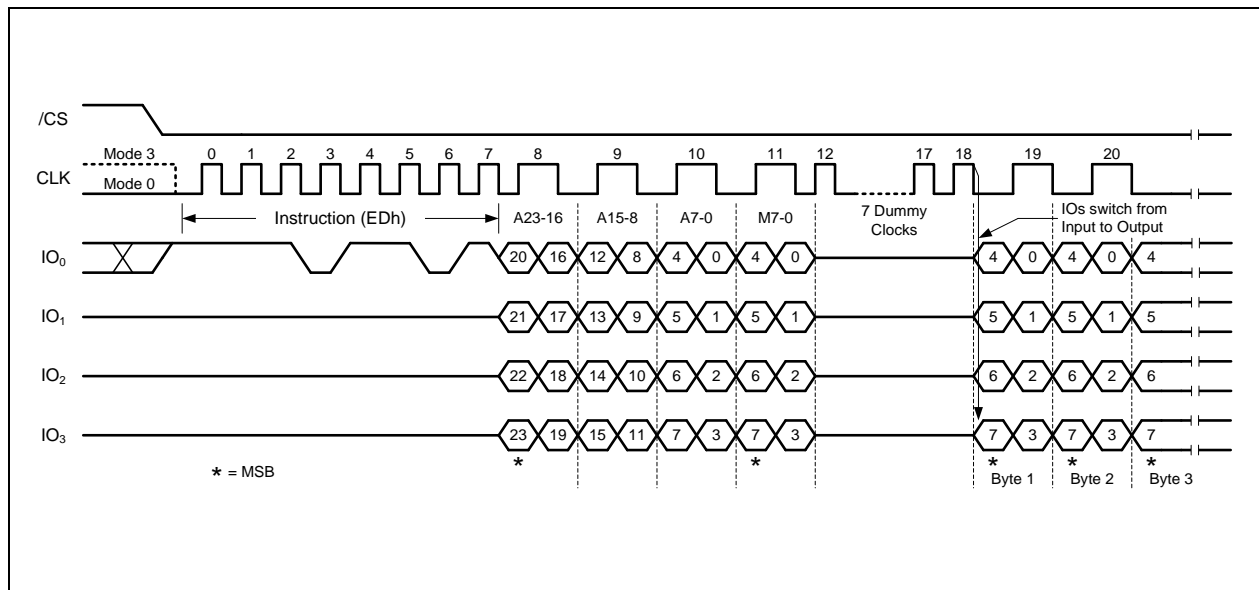 /CS
Mode 3
0 1 2 3 4 5 6 7 8 9 10 11 12 17 18 19 20
CLK
Mode 0
Instruction (EDh) A23-16 A15-8 A7-0 M7-0 7 Dummy Clocks IOs switch from Input to Output
IO0 20 16 12 8 4 0 4 0 4 0 4 0 4
IO1 21 17 13 9 5 1 5 1 5 1 5 1 5
IO2 22 18 14 10 6 2 6 2 6 2 6 2 6
IO3 23 19 15 11 7 3 7 3 7 3 7 3 7
* * * * *
* = MSB
Byte 1 Byte 2 Byte 3